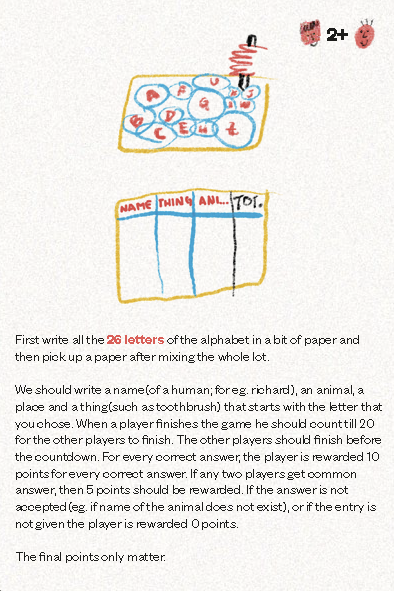 2+
U
A F D J
G I W
B D
C E H Z
NAME THING ANI... TOT.
First write all the 26 letters of the alphabet in a bit of paper and
then pick up a paper after mixing the whole lot.
We should write a name(of a human; for eg. richard), an animal, a
place and a thing(such as toothbrush) that starts with the letter that
you chose. When a player finishes the game he should count till 20
for the other players to finish. The other players should finish before
the countdown. For every correct answer, the player is rewarded 10
points for every correct answer. If any two players get common
answer, then 5 points should be rewarded. If the answer is not
accepted(eg. if name of the animal does not exist), or if the entry is
not given the player is rewarded 0 points.
The final points only matter.